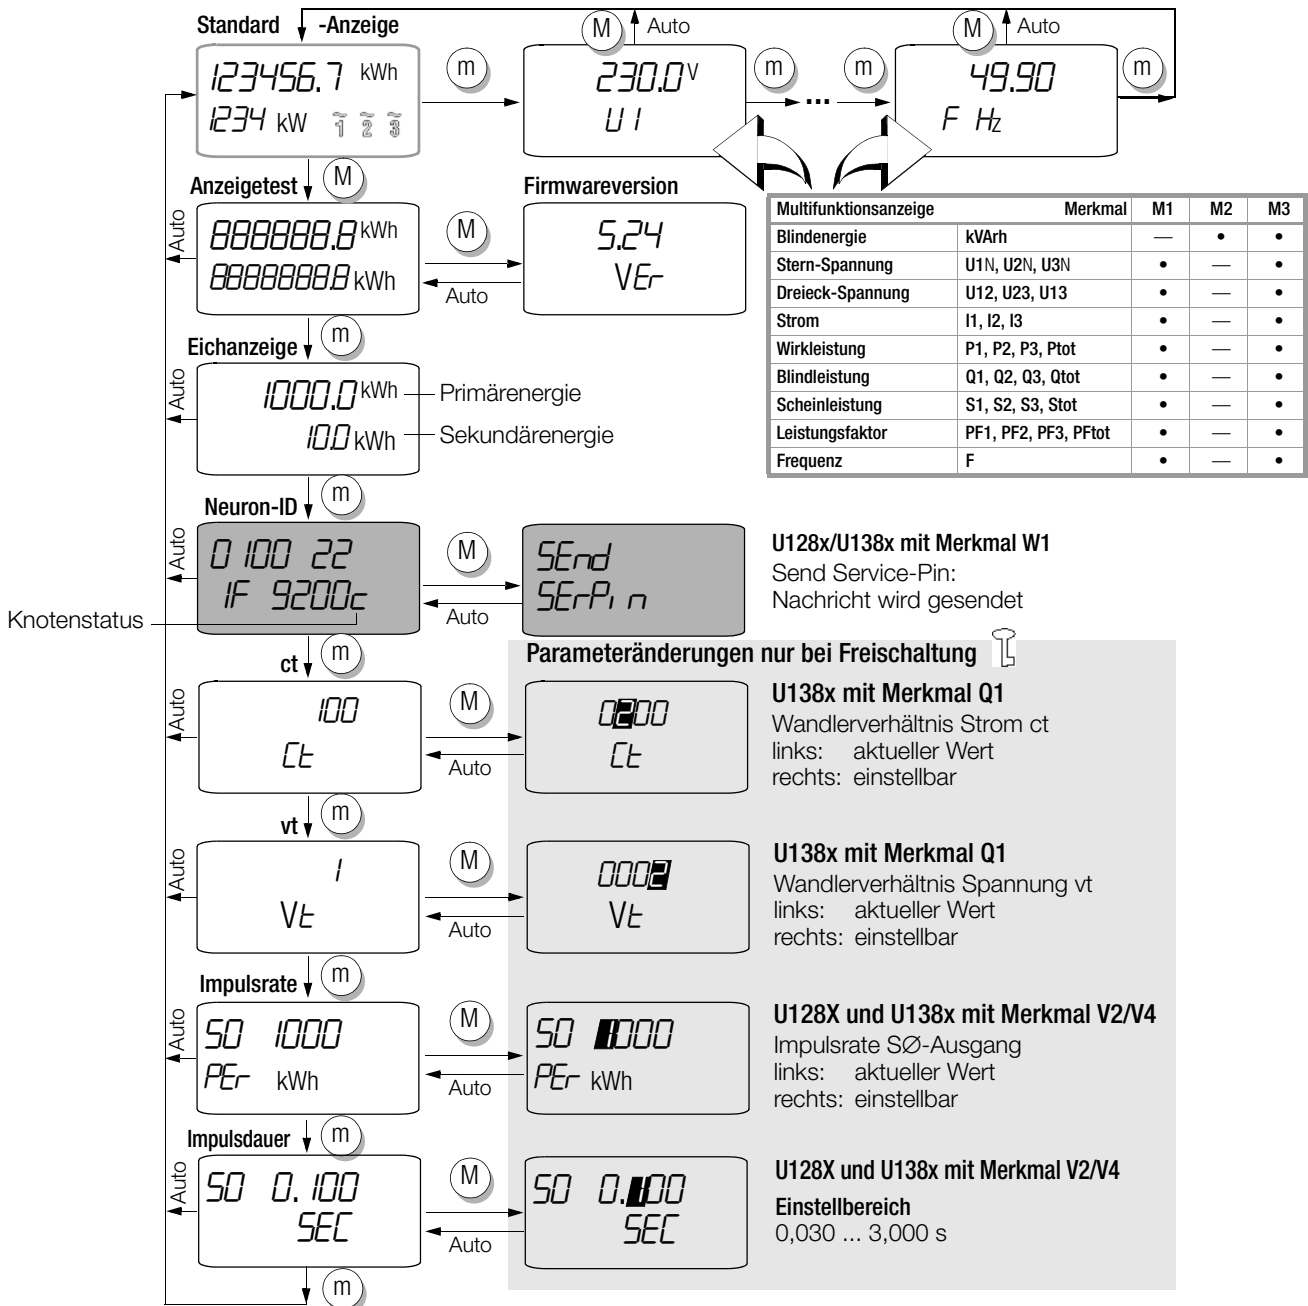 Standard -Anzeige
M Auto M Auto
123456.7 kWh
1234 kW 1 2 3
m
230.0 V
U1
m ... m
49.90
F Hz
m
M
Anzeigetest
Auto
888888.8 kWh
8888888.8 kWh
M
Auto
Firmwareversion
5.24
VEr
Multifunktionsanzeige Merkmal M1 M2 M3
Blindenergie kVArh — • •
Stern-Spannung U1N, U2N, U3N • — •
Dreieck-Spannung U12, U23, U13 • — •
Strom I1, I2, I3 • — •
Wirkleistung P1, P2, P3, Ptot • — •
Blindleistung Q1, Q2, Q3, Qtot • — •
Scheinleistung S1, S2, S3, Stot • — •
Leistungsfaktor PF1, PF2, PF3, PFtot • — •
Frequenz F • — •
m
Eichanzeige
Auto
1000.0 kWh Primärenergie
10.0 kWh Sekundärenergie
m
Neuron-ID
Auto
0 100 22
1F 9200c
Knotenstatus
M
Auto
SEnd
SErPin
U128x/U138x mit Merkmal W1
Send Service-Pin:
Nachricht wird gesendet
Parameteränderungen nur bei Freischaltung
m
ct
Auto
100
Ct
M
Auto
0200
Ct
U138x mit Merkmal Q1
Wandlerverhältnis Strom ct
links: aktueller Wert
rechts: einstellbar
m
vt
Auto
1
Vt
M
Auto
0002
Vt
U138x mit Merkmal Q1
Wandlerverhältnis Spannung vt
links: aktueller Wert
rechts: einstellbar
m
Impulsrate
Auto
S0 1000
PEr kWh
M
Auto
S0 1000
PEr kWh
U128X und U138x mit Merkmal V2/V4
Impulsrate SØ-Ausgang
links: aktueller Wert
rechts: einstellbar
m
Impulsdauer
Auto
S0 0.100
SEC
M
Auto
S0 0.100
SEC
U128X und U138x mit Merkmal V2/V4
Einstellbereich
0,030 ... 3,000 s
m